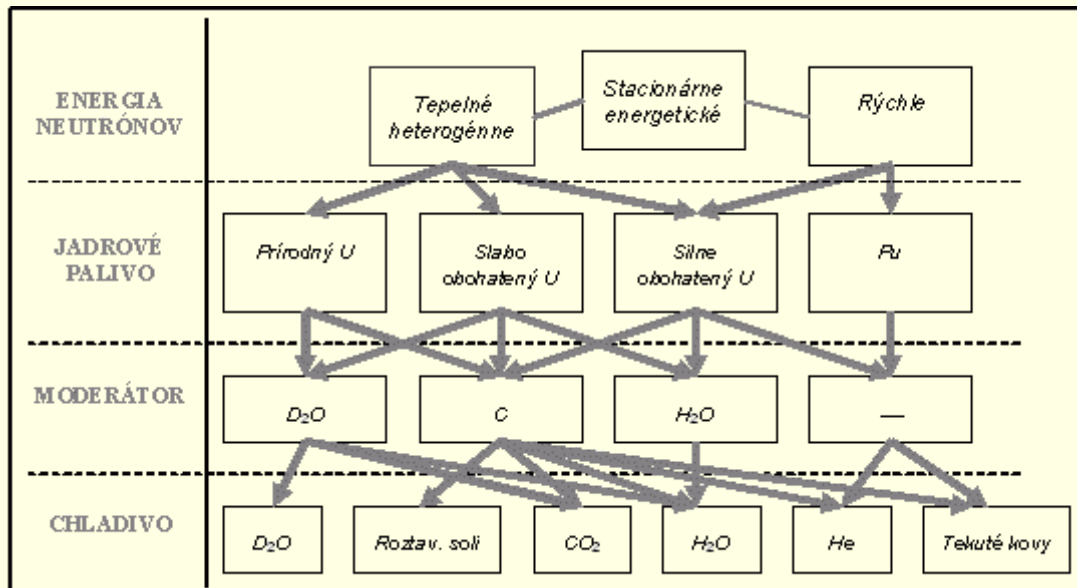 ENERGIA
NEUTRÓNOV
Tepelné
heterogénne
Stacionárne
energetické
Rýchle
JADROVÉ
PALIVO
Prírodný U
Slabo
obohatený U
Silne
obohatený U
Pu
MODERÁTOR
D₂O
C
H₂O
—
CHLADIVO
D₂O
Roztav. soli
CO₂
H₂O
He
Tekuté kovy